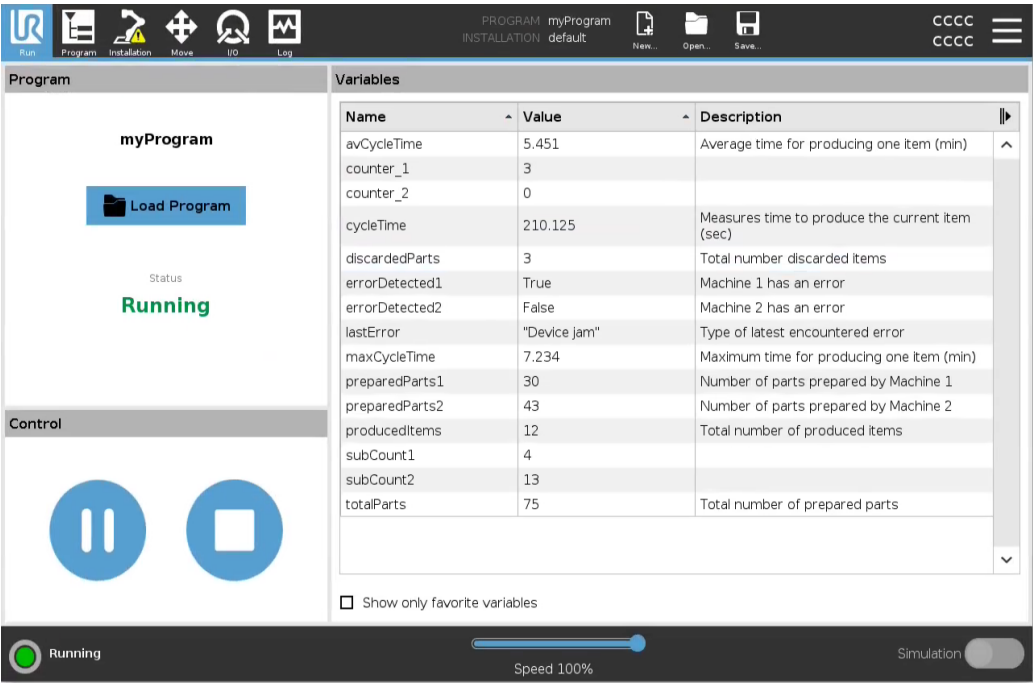 UR
Run
Program
Installation
Move
I/O
Log
PROGRAM myProgram
INSTALLATION default
New...
Open...
Save...
CCCC
CCCC
Program
myProgram
Load Program
Status
Running
Control
Variables
Name Value Description
avCycleTime 5.451 Average time for producing one item (min)
counter_1 3
counter_2 0
cycleTime 210.125 Measures time to produce the current item
(sec)
discardedParts 3 Total number discarded items
errorDetected1 True Machine 1 has an error
errorDetected2 False Machine 2 has an error
lastError "Device jam" Type of latest encountered error
maxCycleTime 7.234 Maximum time for producing one item (min)
preparedParts1 30 Number of parts prepared by Machine 1
preparedParts2 43 Number of parts prepared by Machine 2
producedItems 12 Total number of produced items
subCount1 4
subCount2 13
totalParts 75 Total number of prepared parts
Show only favorite variables
Running
Speed 100%
Simulation